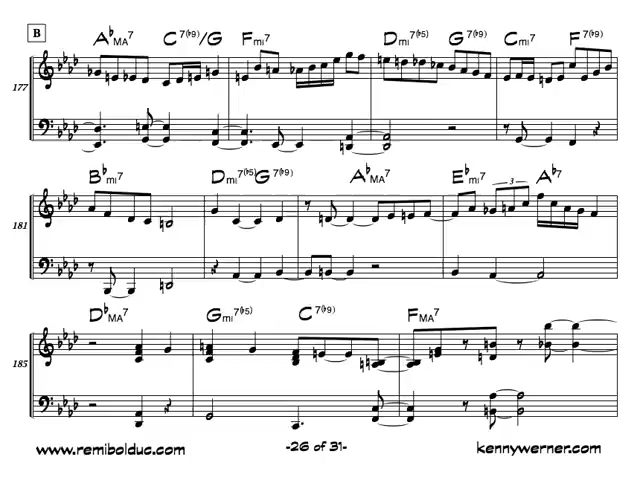 B
A♭MA7 C7(♭9)/G Fmi7 Dmi7(♭5) G7(♭9) Cmi7 F7(♭9)
177
B♭mi7 Dmi7(♭5) G7(♭9) A♭MA7 E♭mi7 A♭7
3
181
D♭MA7 Gmi7(♭5) C7(♭9) FMA7
185
www.remibolduc.com -26 of 31- kennywerner.com